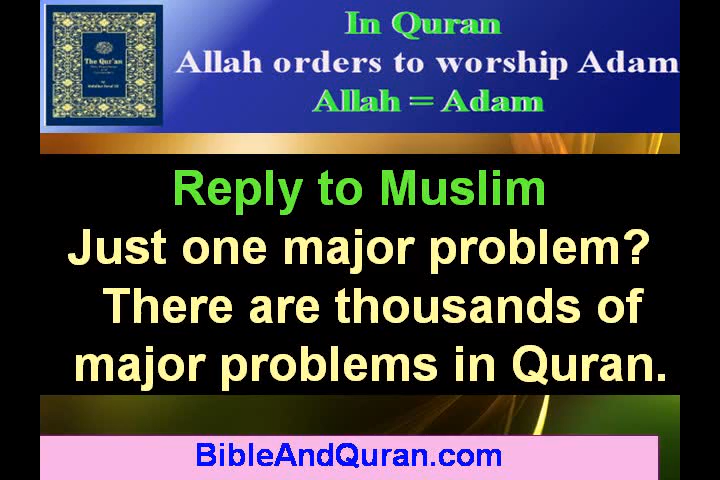 In Quran
The Qur'an
Allah orders to worship Adam
Allah = Adam
Reply to Muslim
Just one major problem?
There are thousands of
major problems in Quran.
BibleAndQuran.com